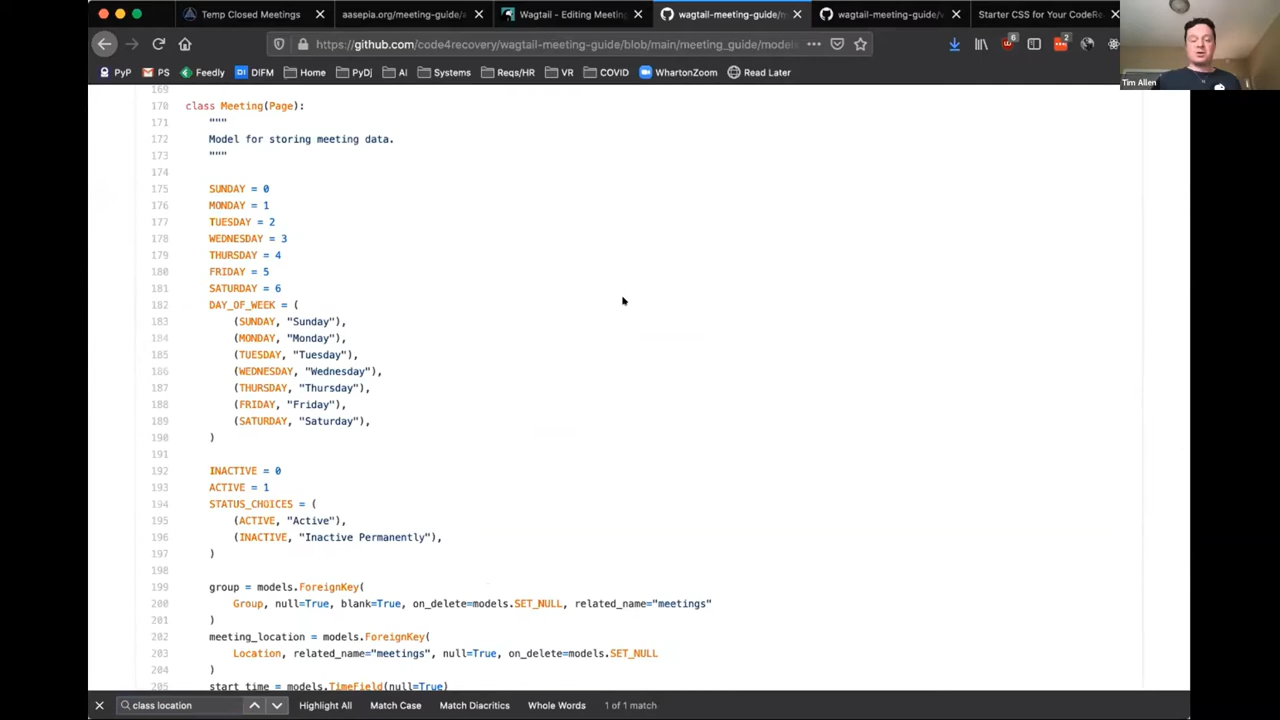 Temp Closed Meetings
aasepia.org/meeting-guide/a
Wagtail - Editing Meeting
wagtail-meeting-guide/m
wagtail-meeting-guide/v
Starter CSS for Your CodeRe
https://github.com/code4recovery/wagtail-meeting-guide/blob/main/meeting_guide/model
6
2
PyP
PS
Feedly
DIFM
Home
PyDj
AI
Systems
Reqs/HR
VR
COVID
WhartonZoom
Read Later
Tim Allen
169
170 class Meeting(Page):
171 """
172 Model for storing meeting data.
173 """
174
175 SUNDAY = 0
176 MONDAY = 1
177 TUESDAY = 2
178 WEDNESDAY = 3
179 THURSDAY = 4
180 FRIDAY = 5
181 SATURDAY = 6
182 DAY_OF_WEEK = (
183 (SUNDAY, "Sunday"),
184 (MONDAY, "Monday"),
185 (TUESDAY, "Tuesday"),
186 (WEDNESDAY, "Wednesday"),
187 (THURSDAY, "Thursday"),
188 (FRIDAY, "Friday"),
189 (SATURDAY, "Saturday"),
190 )
191
192 INACTIVE = 0
193 ACTIVE = 1
194 STATUS_CHOICES = (
195 (ACTIVE, "Active"),
196 (INACTIVE, "Inactive Permanently"),
197 )
198
199 group = models.ForeignKey(
200 Group, null=True, blank=True, on_delete=models.SET_NULL, related_name="meetings"
201 )
202 meeting_location = models.ForeignKey(
203 Location, related_name="meetings", null=True, on_delete=models.SET_NULL
204 )
205 start_time = models.TimeField(null=True)
class location
Highlight All
Match Case
Match Diacritics
Whole Words
1 of 1 match